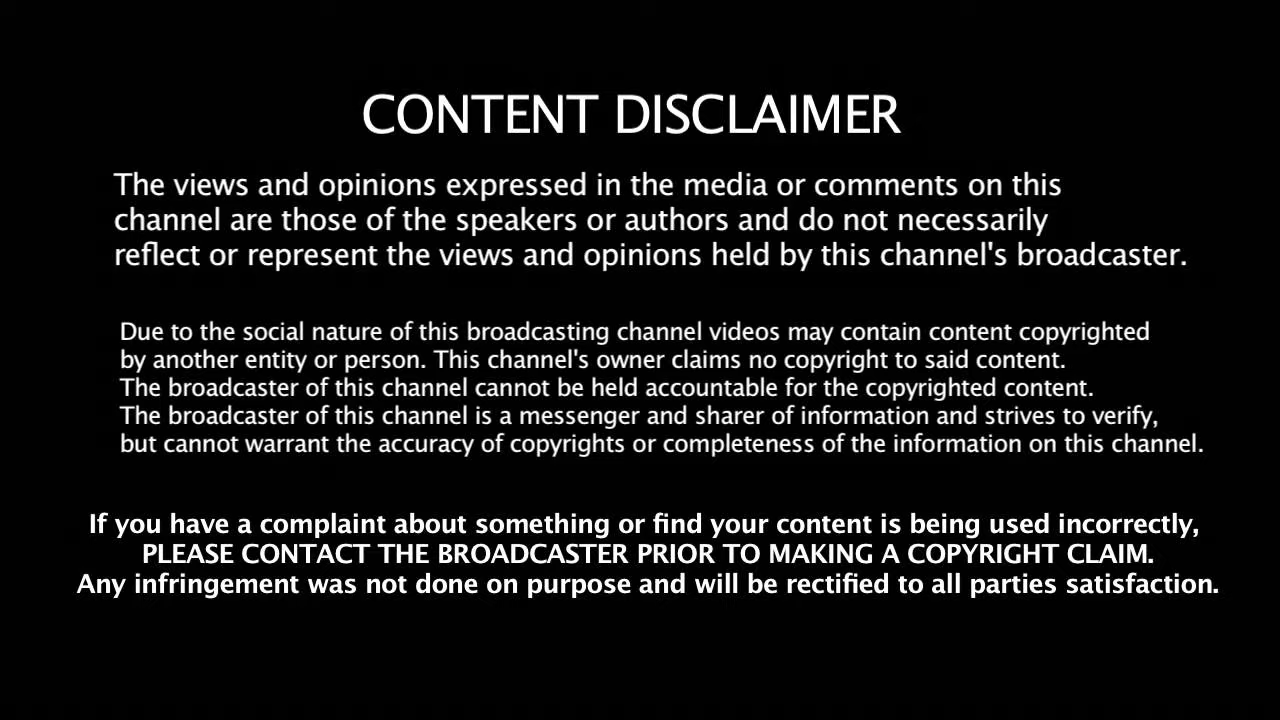 CONTENT DISCLAIMER
The views and opinions expressed in the media or comments on this
channel are those of the speakers or authors and do not necessarily
reflect or represent the views and opinions held by this channel's broadcaster.
Due to the social nature of this broadcasting channel videos may contain content copyrighted
by another entity or person. This channel's owner claims no copyright to said content.
The broadcaster of this channel cannot be held accountable for the copyrighted content.
The broadcaster of this channel is a messenger and sharer of information and strives to verify,
but cannot warrant the accuracy of copyrights or completeness of the information on this channel.
If you have a complaint about something or find your content is being used incorrectly,
PLEASE CONTACT THE BROADCASTER PRIOR TO MAKING A COPYRIGHT CLAIM.
Any infringement was not done on purpose and will be rectified to all parties satisfaction.